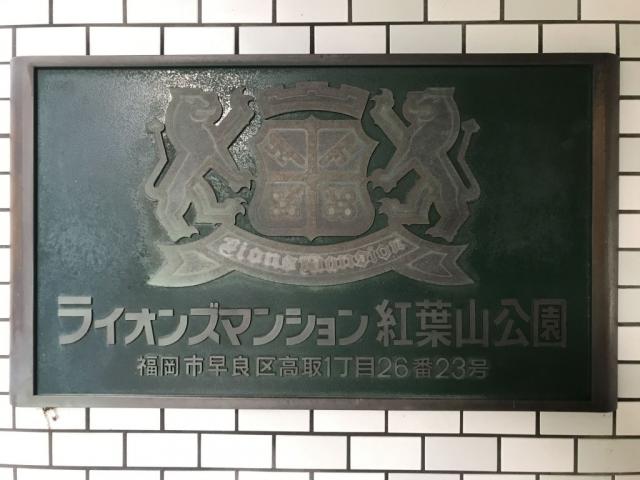 Lions Mansion
ライオンズマンション紅葉山公園
福岡市早良区高取1丁目26番23号